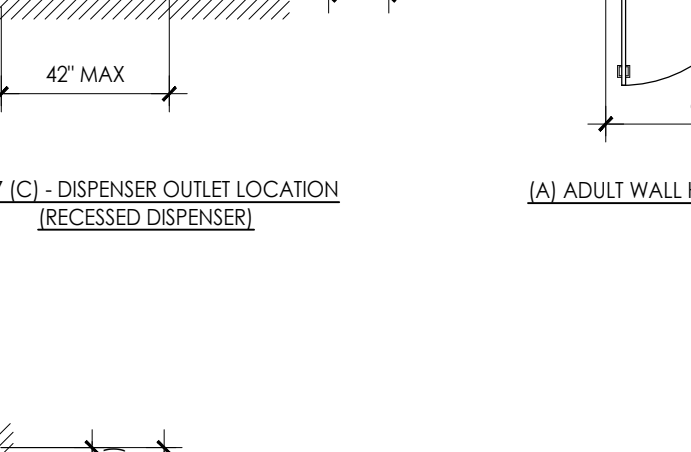 42" MAX
(C) - DISPENSER OUTLET LOCATION
(RECESSED DISPENSER)
(A) ADULT WALL